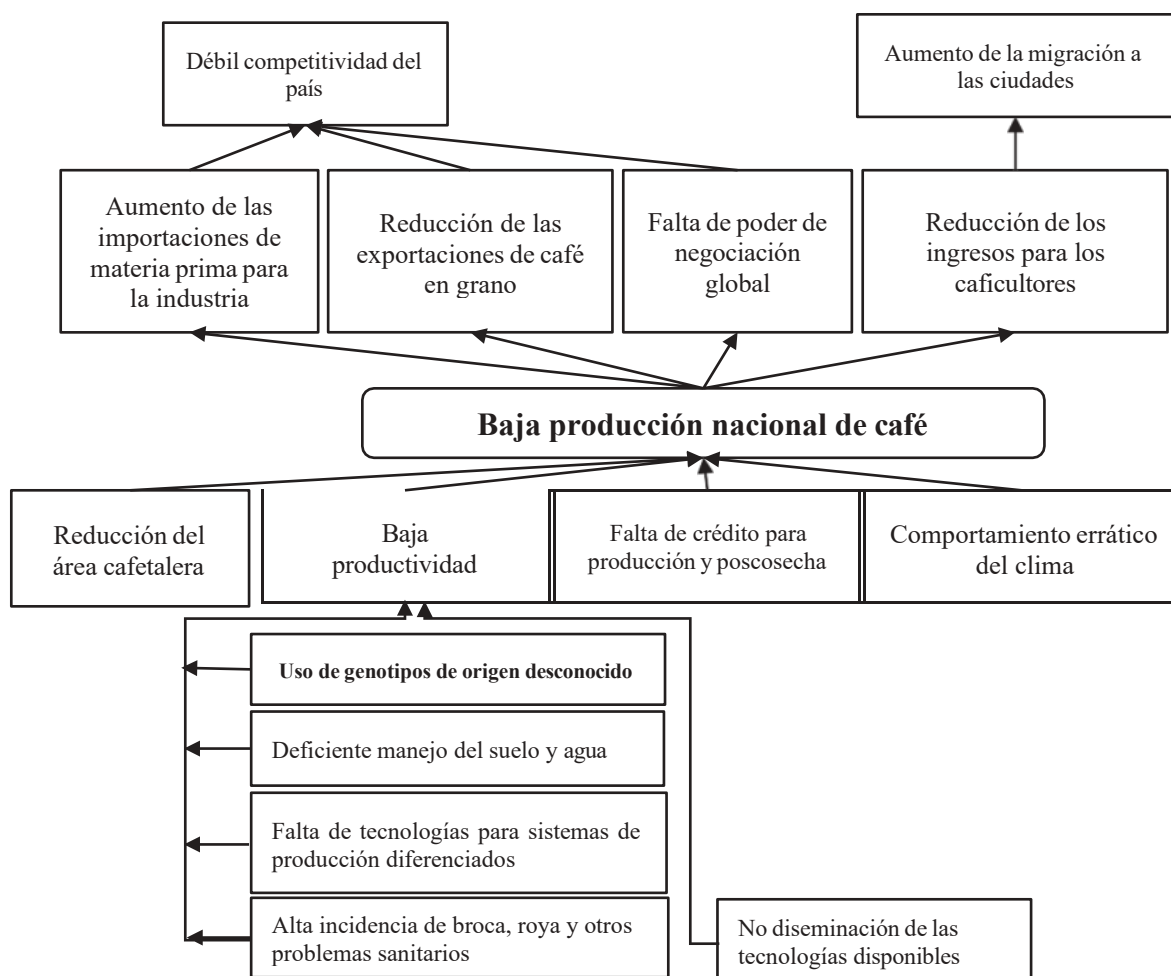 Débil competitividad del
país
Aumento de la migración a
las ciudades
Aumento de las
importaciones de
materia prima para
la industria
Reducción de las
exportaciones de café
en grano
Falta de poder de
negociación
global
Reducción de los
ingresos para los
caficultores
Baja producción nacional de café
Reducción del
área cafetalera
Baja
productividad
Falta de crédito para
producción y poscosecha
Comportamiento errático
del clima
Uso de genotipos de origen desconocido
Deficiente manejo del suelo y agua
Falta de tecnologías para sistemas de
producción diferenciados
Alta incidencia de broca, roya y otros
problemas sanitarios
No diseminación de las
tecnologías disponibles